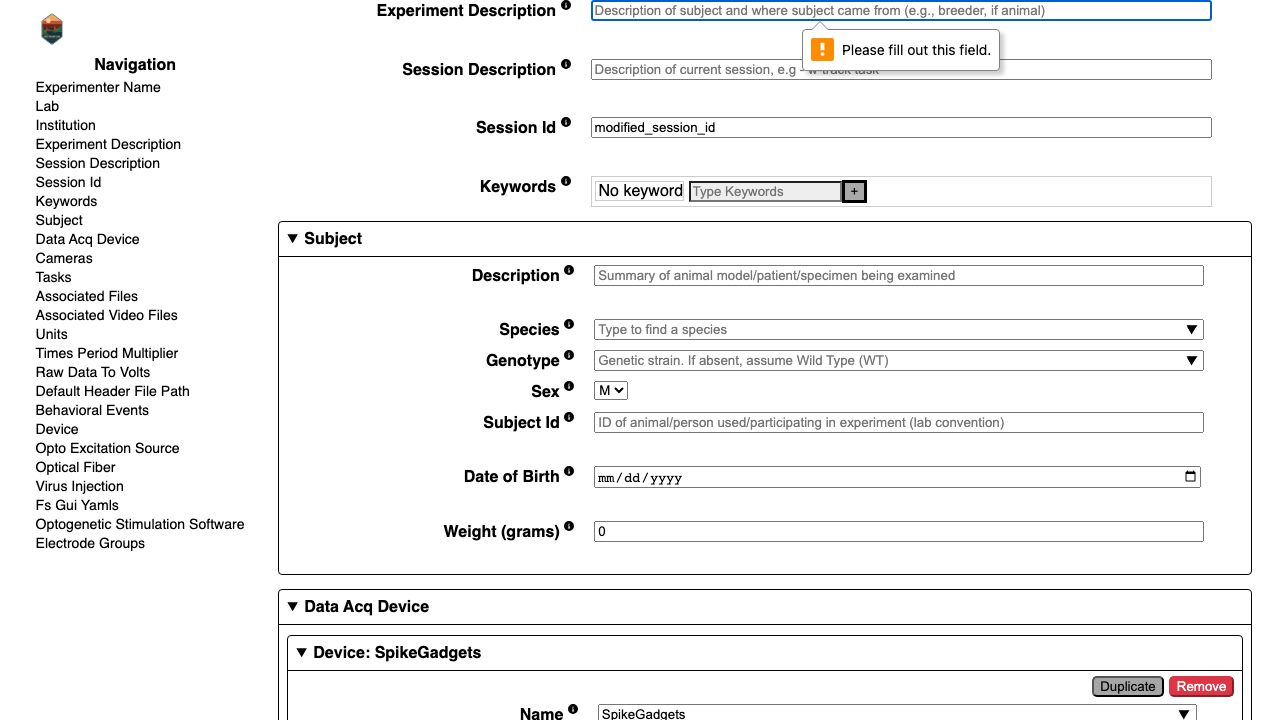 Experiment Description
Description of subject and where subject came from (e.g., breeder, if animal)
Please fill out this field.
Session Description
Description of current session, e.g - w-track task
Session Id
modified_session_id
Keywords
No keyword
Type Keywords
+
Navigation
Experimenter Name
Lab
Institution
Experiment Description
Session Description
Session Id
Keywords
Subject
Data Acq Device
Cameras
Tasks
Associated Files
Associated Video Files
Units
Times Period Multiplier
Raw Data To Volts
Default Header File Path
Behavioral Events
Device
Opto Excitation Source
Optical Fiber
Virus Injection
Fs Gui Yamls
Optogenetic Stimulation Software
Electrode Groups
Subject
Description
Summary of animal model/patient/specimen being examined
Species
Type to find a species
Genotype
Genetic strain. If absent, assume Wild Type (WT)
Sex
M
Subject Id
ID of animal/person used/participating in experiment (lab convention)
Date of Birth
mm/dd/yyyy
Weight (grams)
0
Data Acq Device
Device: SpikeGadgets
Duplicate
Remove
Name
SpikeGadgets